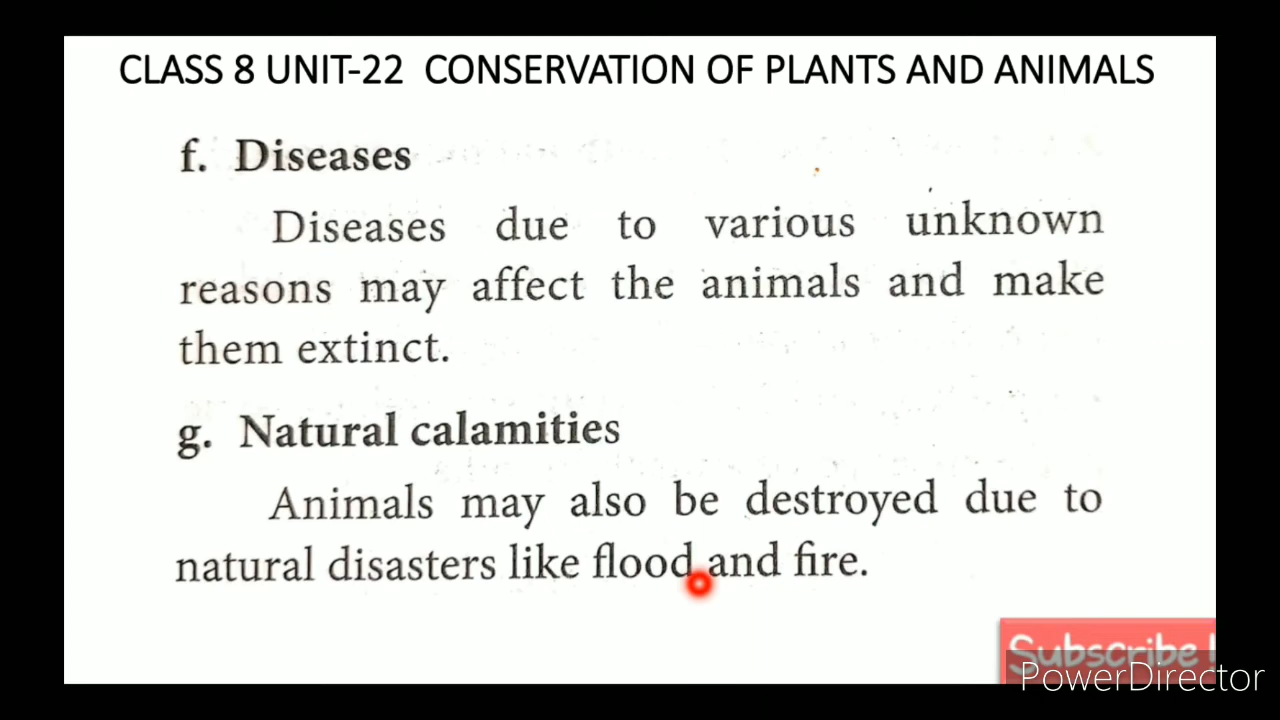 CLASS 8 UNIT-22 CONSERVATION OF PLANTS AND ANIMALS
f. Diseases
Diseases due to various unknown
reasons may affect the animals and make
them extinct.
g. Natural calamities
Animals may also be destroyed due to
natural disasters like flood and fire.
Subscribe !
PowerDirector